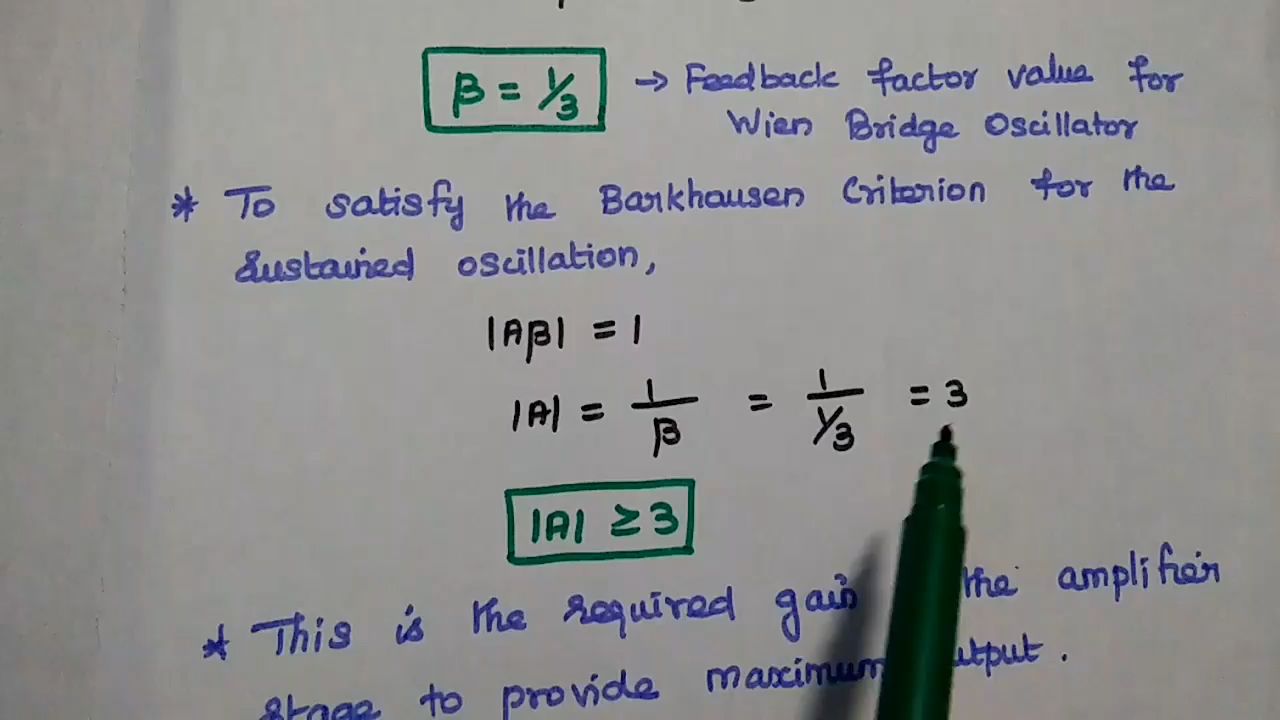 β = 1/3 → Feedback factor value for
Wien Bridge Oscillator
* To satisfy the Barkhausen Criterion for the
sustained oscillation,
|Aβ| = 1
|A| = 1/β = 1/(1/3) = 3
|A| ≥ 3
* This is the required gain the amplifier
stage to provide maximum utput.